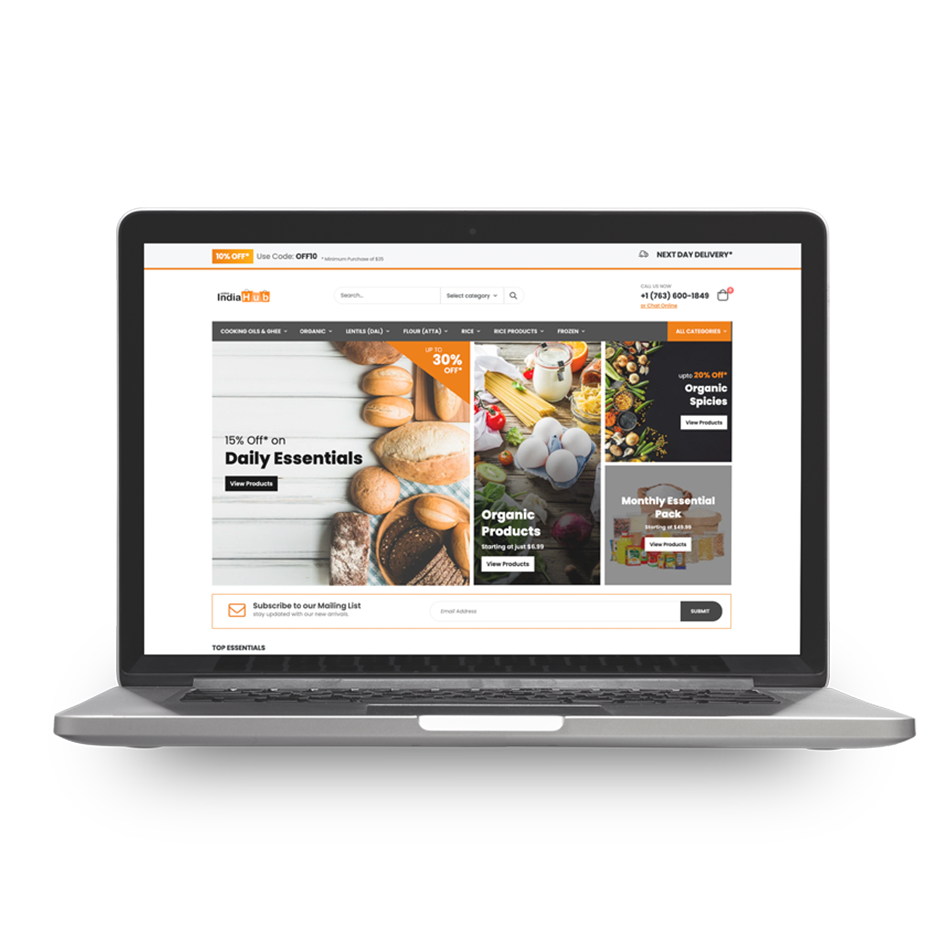 10% OFF* Use Code: OFF10 * Minimum Purchase of $25
NEXT DAY DELIVERY*
IndiaHub
Search...
Select category
CALL US NOW
+1 (763) 600-1849
0
or Chat Online
COOKING OILS & GHEE ORGANIC LENTILS (DAL) FLOUR (ATTA) RICE RICE PRODUCTS FROZEN ALL CATEGORIES
UP TO
30%
OFF*
15% Off* on
Daily Essentials
View Products
Organic
Products
Starting at just $6.99
View Products
upto 20% Off*
Organic
Spicies
View Products
Monthly Essential
Pack
Starting at $49.99
View Products
Subscribe to our Mailing List
stay updated with our new arrivals.
Email Address
SUBMIT
TOP ESSENTIALS